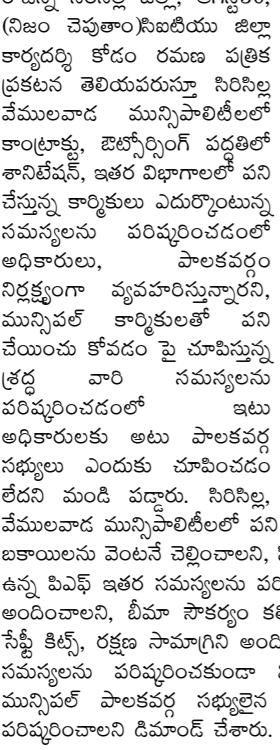 (నిజం చెపుతాం)సిఐటియు జిల్లా
కార్యదర్శి కోడం రమణ పత్రిక
ప్రకటన తెలియపరుస్తూ సిరిసిల్ల
వేములవాడ మున్సిపాలిటీలలో
కాంట్రాక్టు, ఔట్సోర్సింగ్ పద్ధతిలో
శానిటేషన్, ఇతర విభాగాలలో పని
చేస్తున్న కార్మికులు ఎదుర్కొంటున్న
సమస్యలను పరిష్కరించడంలో
అధికారులు, పాలకవర్గం
నిర్లక్ష్యంగా వ్యవహరిస్తున్నారని,
మున్సిపల్ కార్మికులతో పని
చేయించు కోవడం పై చూపిస్తున్న
శ్రద్ధ వారి సమస్యలను
పరిష్కరించడంలో ఇటు
అధికారులకు అటు పాలకవర్గ
సభ్యులు ఎందుకు చూపించడం
లేదని మండి పడ్డారు. సిరిసిల్ల,
వేములవాడ మున్సిపాలిటీలలో పని
బకాయిలను వెంటనే చెల్లించాలని,
ఉన్న పిఎఫ్ ఇతర సమస్యలను
అందించాలని, బీమా సౌకర్యం
సేఫ్టీ కిట్స్, రక్షణ సామాగ్రిని
సమస్యలను పరిష్కరించకుండా
మున్సిపల్ పాలకవర్గ సభ్యులైన
పరిష్కరించాలని డిమాండ్ చేశారు.